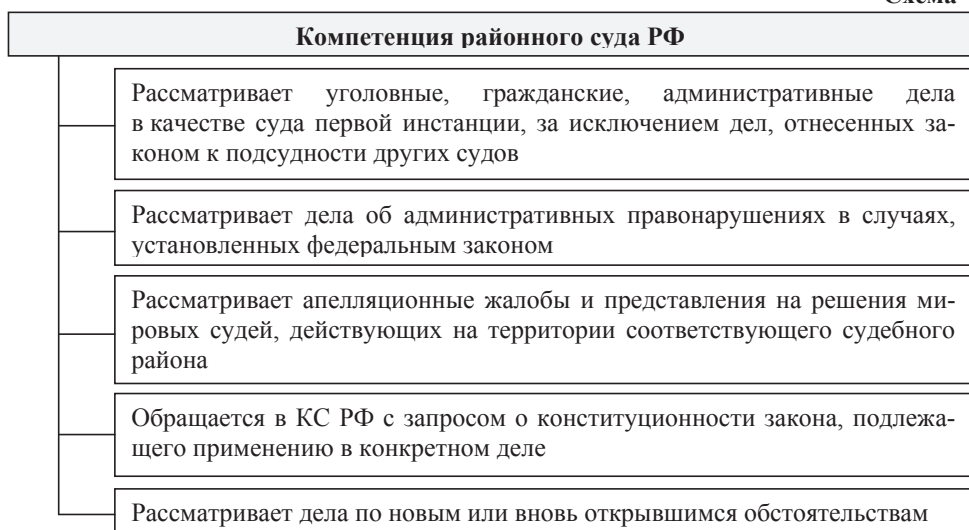 Схема
Компетенция районного суда РФ
Рассматривает уголовные, гражданские, административные дела
в качестве суда первой инстанции, за исключением дел, отнесенных за-
коном к подсудности других судов
Рассматривает дела об административных правонарушениях в случаях,
установленных федеральным законом
Рассматривает апелляционные жалобы и представления на решения ми-
ровых судей, действующих на территории соответствующего судебного
района
Обращается в КС РФ с запросом о конституционности закона, подлежа-
щего применению в конкретном деле
Рассматривает дела по новым или вновь открывшимся обстоятельствам